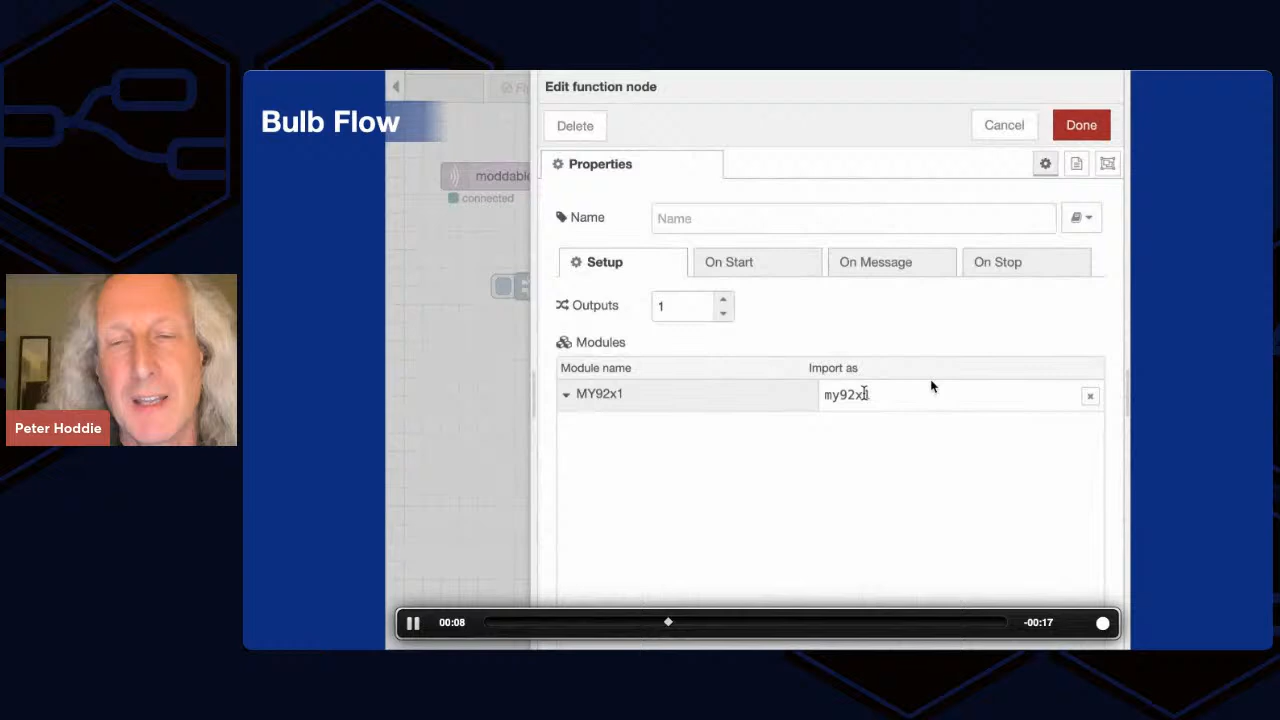 Bulb Flow
Edit function node
Delete
Cancel
Done
Properties
moddable
connected
Name
Name
Setup
On Start
On Message
On Stop
Outputs
1
Modules
Module name
Import as
MY92x1
my92x1
Peter Hoddie
00:08
-00:17